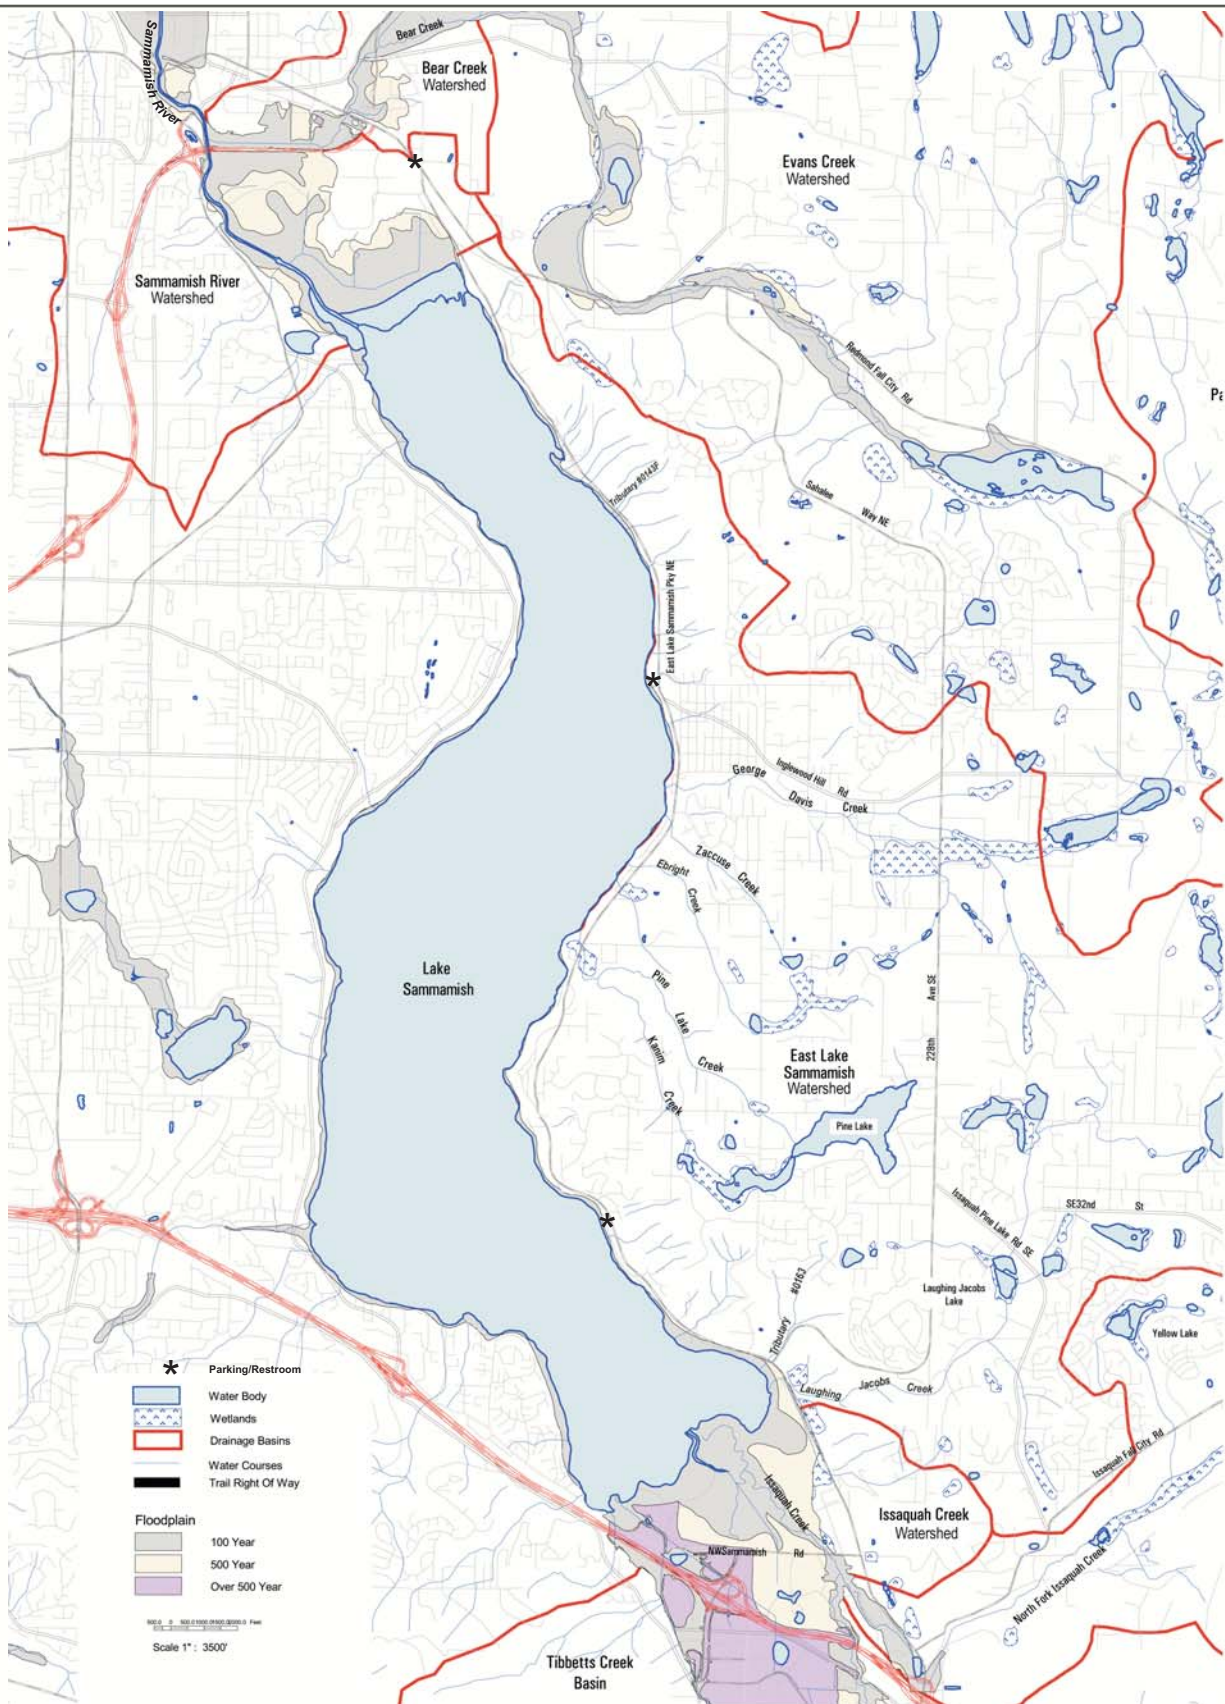 Sammamish River
Bear Creek
Bear Creek
Watershed
Evans Creek
Watershed
Sammamish River
Watershed
Redmond Fall City Rd
Tributary #0143F
Sahalee
Way NE
East Lake Sammamish Pky NE
Inglewood Hill Rd
George
Davis Creek
Zaccuse
Creek
Ebright
Creek
Lake
Sammamish
Pine
Lake
Creek
Kanim
Creek
228th Ave SE
East Lake
Sammamish
Watershed
Pine Lake
Issaquah Pine Lake Rd SE
SE32nd St
Tributary #0163
Laughing Jacobs
Lake
Yellow Lake
Laughing Jacobs Creek
Issaquah Fall City Rd
Issaquah Creek
Issaquah Creek
Watershed
NWSammamish Rd
North Fork Issaquah Creek
Tibbetts Creek
Basin
* Parking/Restroom
Water Body
Wetlands
Drainage Basins
Water Courses
Trail Right Of Way
Floodplain
100 Year
500 Year
Over 500 Year
Feet
Scale 1" : 3500'